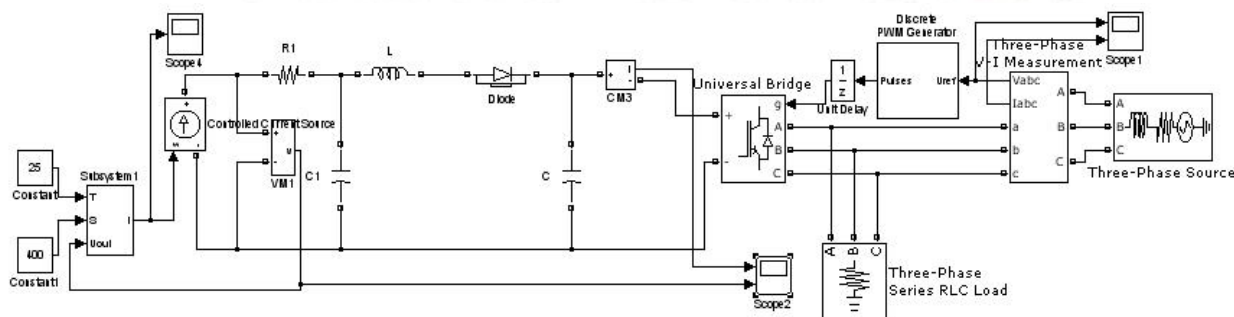 Scope4
R1
L
Diode
C1
C
Controlled Current Source
+
-
v
VM1
25
Constant
400
Constant1
Subsystem1
T
S
Uout
I
+
i
-
CM3
Scope2
Universal Bridge
g
+
-
A
B
C
1
z
Unit Delay
Discrete
PWM Generator
Pulses
Uref
Three-Phase
V-I Measurement
Vabc
Iabc
a
b
c
A
B
C
Scope1
A
B
C
Three-Phase Source
A
B
C
Three-Phase
Series RLC Load